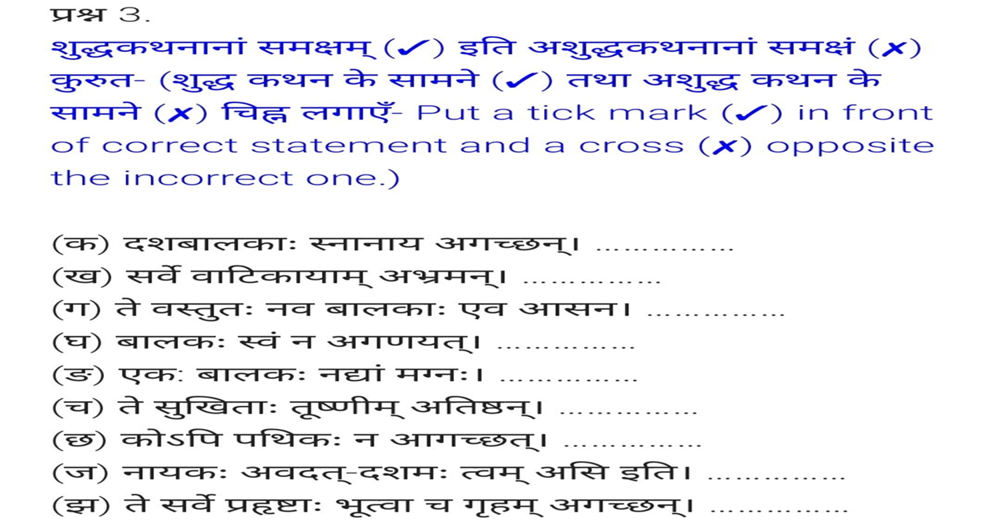 प्रश्न 3.
शुद्धकथनानां समक्षम् (✓) इति अशुद्धकथनानां समक्षं (✗)
कुरुत- (शुद्ध कथन के सामने (✓) तथा अशुद्ध कथन के
सामने (✗) चिह्न लगाएँ- Put a tick mark (✓) in front
of correct statement and a cross (✗) opposite
the incorrect one.)
(क) दशबालकाः स्नानाय अगच्छन्। ……………
(ख) सर्वे वाटिकायाम् अभ्रमन्। ……………
(ग) ते वस्तुतः नव बालकाः एव आसन। ……………
(घ) बालकः स्वं न अगणयत्। ……………
(ङ) एक: बालकः नद्यां मग्नः। ……………
(च) ते सुखिताः तूष्णीम् अतिष्ठन्। ……………
(छ) कोऽपि पथिकः न आगच्छत्। ……………
(ज) नायकः अवदत्-दशमः त्वम् असि इति। ……………
(झ) ते सर्वे प्रहृष्टाः भूत्वा च गृहम् अगच्छन्। ……………